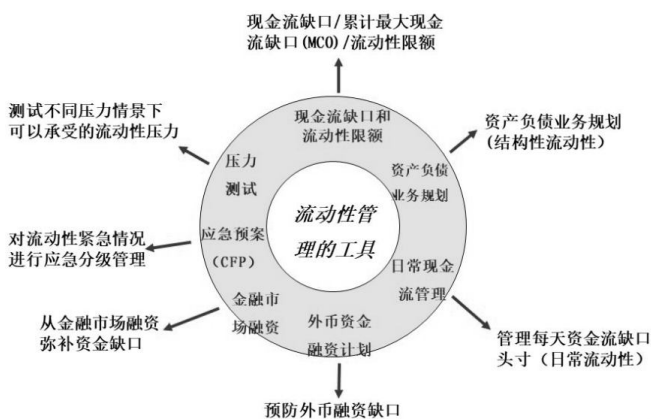 现金流缺口/累计最大现金
流缺口(MCO)/流动性限额
测试不同压力情景下
可以承受的流动性压力
现金流缺口和
流动性限额
资产负债业务规划
(结构性流动性)
压力
测试
资产负债
业务规划
流动性管
理的工具
对流动性紧急情况
进行应急分级管理
应急预案
(CFP)
日常现金
流管理
金融市
场融资
从金融市场融资
弥补资金缺口
外币资金
融资计划
管理每天资金流缺口
头寸（日常流动性）
预防外币融资缺口